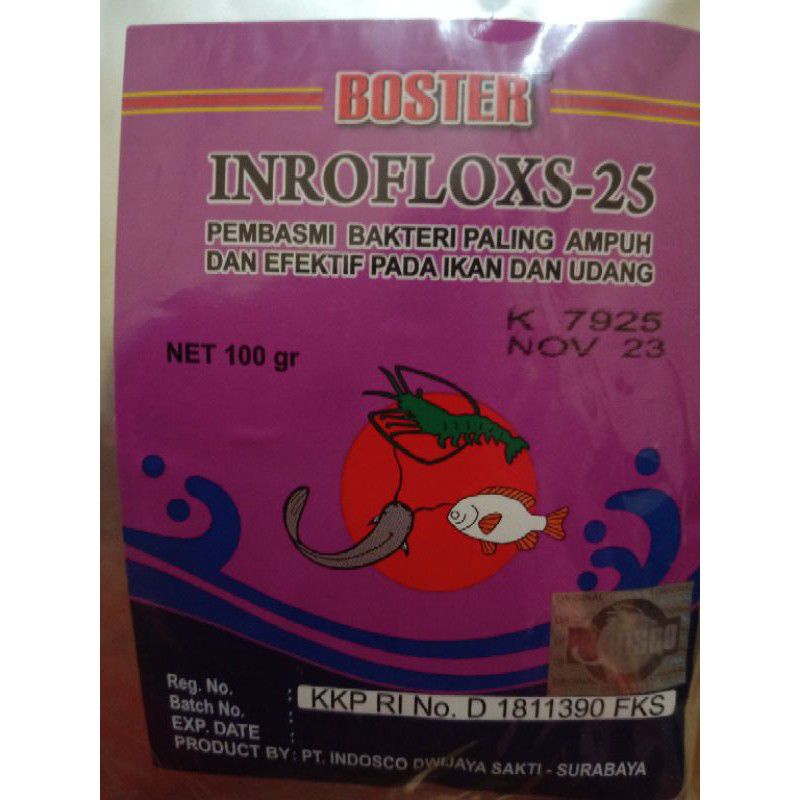 BOSTER
INROFLOXS-25
PEMBASMI BAKTERI PALING AMPUH
DAN EFEKTIF PADA IKAN DAN UDANG
K 7925
NOV 23
NET 100 gr
ORIGINAL
Reg. No. :
KKP RI No. D 1811390 FKS
Batch No. :
EXP. DATE :
PRODUCT BY : PT. INDOSCO DWIJAYA SAKTI - SURABAYA